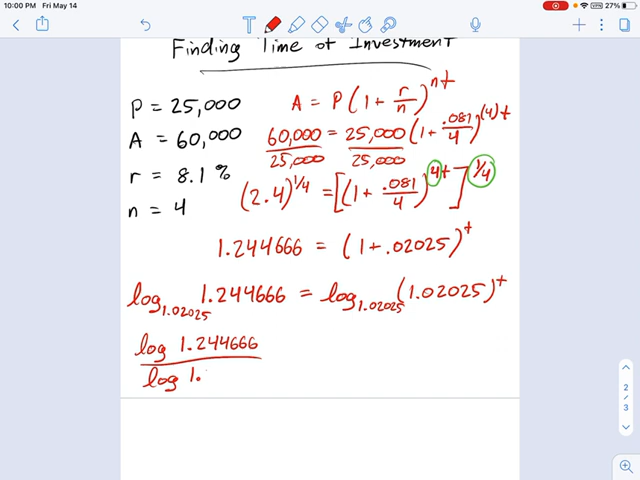 10:00 PM Fri May 14
27%
Finding Time of Investment
P = 25,000
A = 60,000
r = 8.1 %
n = 4
A = P(1 + r/n)^nt
60,000/25,000 = 25,000/25,000 (1 + .081/4)^(4)t
(2.4)^1/4 = [(1 + .081/4)^4t]^1/4
1.244666 = (1 + .02025)^t
log_1.02025 1.244666 = log_1.02025 (1.02025)^t
log 1.244666
log 1.
2
/
3